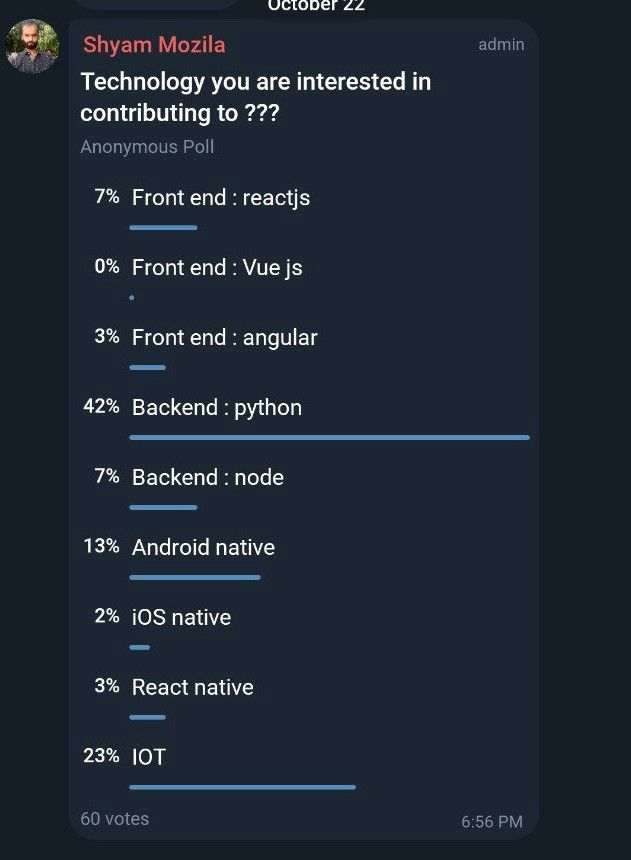 October 22
Shyam Mozila admin
Technology you are interested in
contributing to ???
Anonymous Poll
7% Front end : reactjs
0% Front end : Vue js
3% Front end : angular
42% Backend : python
7% Backend : node
13% Android native
2% iOS native
3% React native
23% IOT
60 votes 6:56 PM